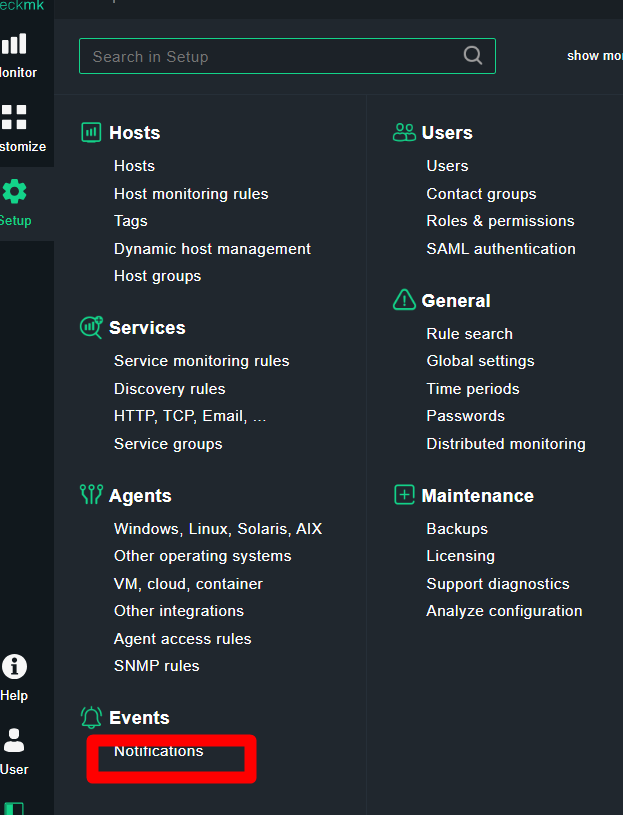 eckmk
Monitor
stomize
Setup
Help
User
Search in Setup
show mor
Hosts
Hosts
Host monitoring rules
Tags
Dynamic host management
Host groups
Services
Service monitoring rules
Discovery rules
HTTP, TCP, Email, ...
Service groups
Agents
Windows, Linux, Solaris, AIX
Other operating systems
VM, cloud, container
Other integrations
Agent access rules
SNMP rules
Events
Notifications
Users
Users
Contact groups
Roles & permissions
SAML authentication
General
Rule search
Global settings
Time periods
Passwords
Distributed monitoring
Maintenance
Backups
Licensing
Support diagnostics
Analyze configuration